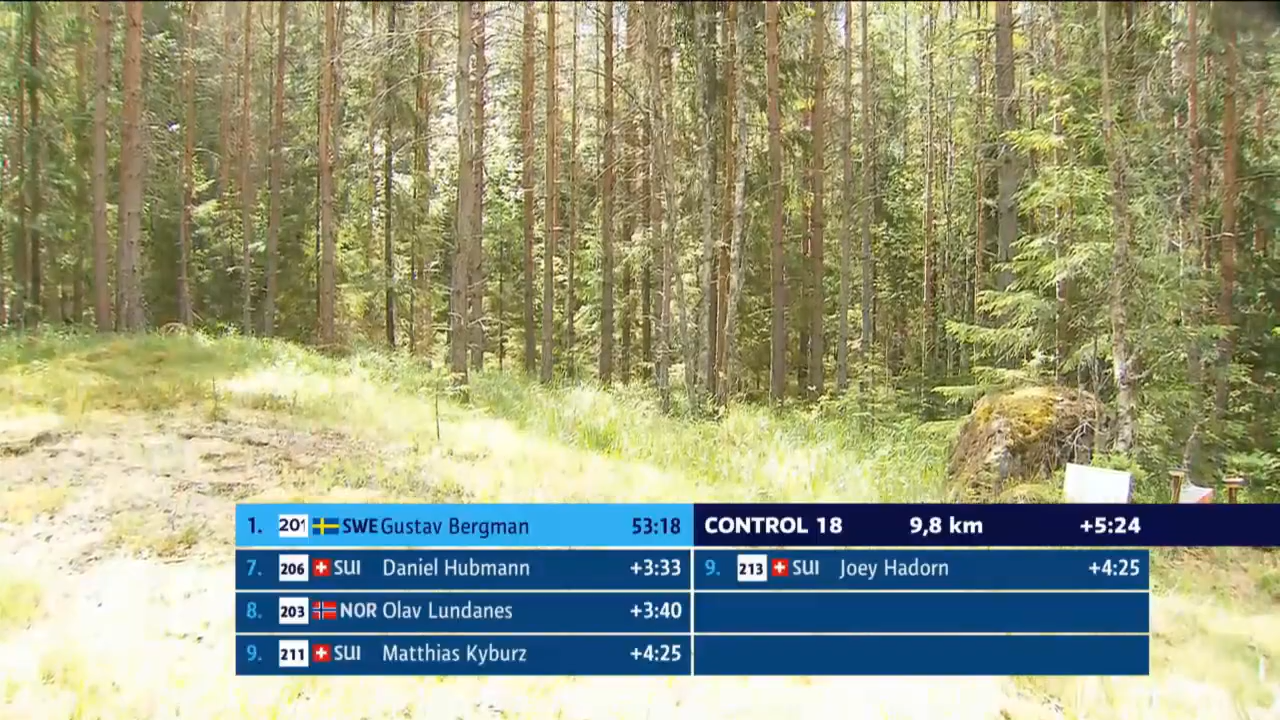 1. 201 SWE Gustav Bergman 53:18 CONTROL 18 9,8 km +5:24
7. 206 SUI Daniel Hubmann +3:33 9. 213 SUI Joey Hadorn +4:25
8. 203 NOR Olav Lundanes +3:40
9. 211 SUI Matthias Kyburz +4:25